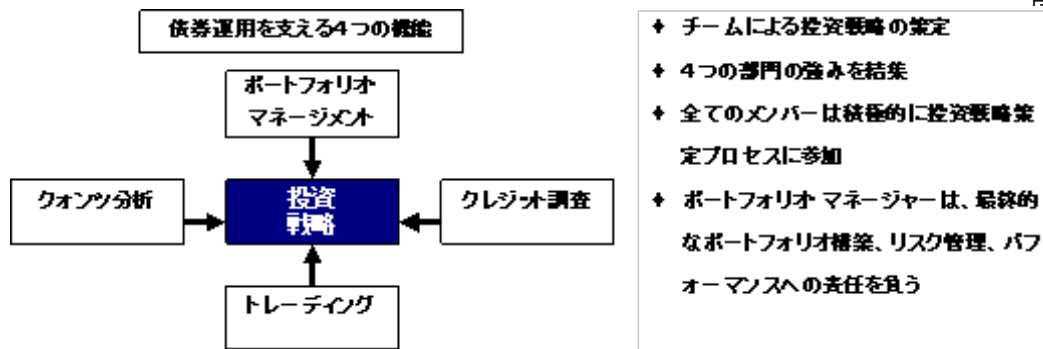 債券運用を支える4つの機能
ポートフォリオ
マネージメント
クォンツ分析
投資
戦略
クレジット調査
トレーディング
♦ チームによる投資戦略の策定
♦ 4つの部門の強みを結集
♦ 全てのメンバーは積極的に投資戦略策
定プロセスに参加
♦ ポートフォリオ マネージャーは、最終的
なポートフォリオ構築、リスク管理、パフ
ォーマンスへの責任を負う